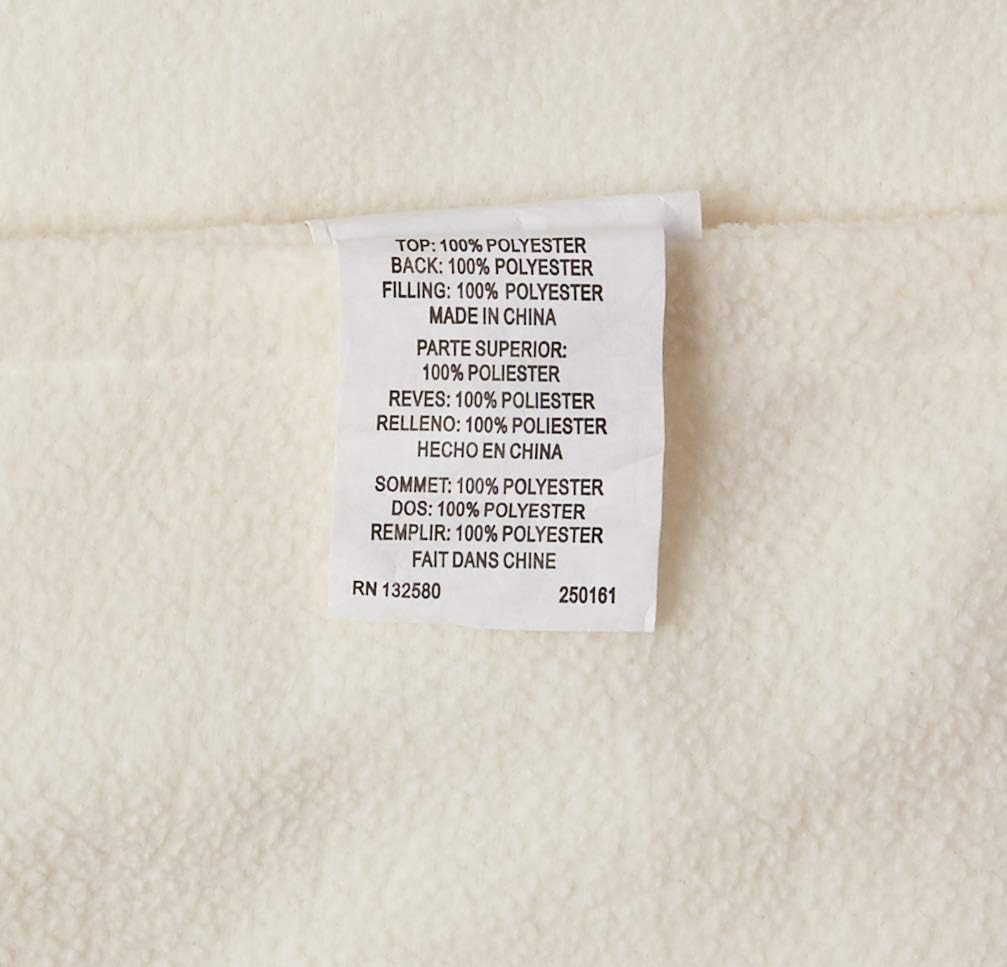 TOP: 100% POLYESTER
BACK: 100% POLYESTER
FILLING: 100% POLYESTER
MADE IN CHINA
PARTE SUPERIOR:
100% POLIESTER
REVES: 100% POLIESTER
RELLENO: 100% POLIESTER
HECHO EN CHINA
SOMMET: 100% POLYESTER
DOS: 100% POLYESTER
REMPLIR: 100% POLYESTER
FAIT DANS CHINE
RN 132580 250161